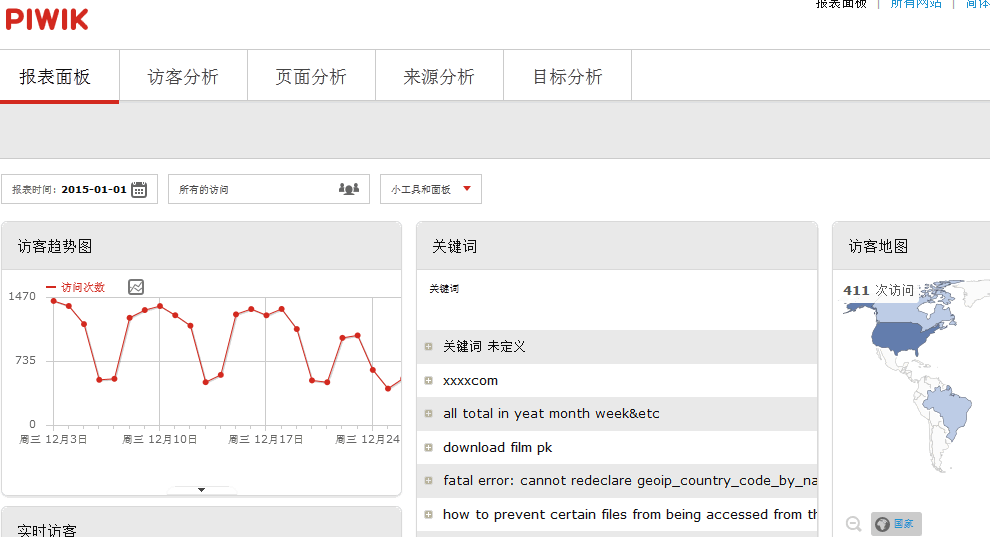 报表面板 | 所有网站 | 简体
PIWIK
报表面板 访客分析 页面分析 来源分析 目标分析
报表时间: 2015-01-01 所有的访问 小工具和面板
访客趋势图
访问次数
1470
735
0
周三 12月3日 周三 12月10日 周三 12月17日 周三 12月24
实时访客
关键词
关键词
关键词 未定义
xxxxcom
all total in yeat month week&etc
download film pk
fatal error: cannot redeclare geoip_country_code_by_na
how to prevent certain files from being accessed from th
访客地图
411 次访问
国家